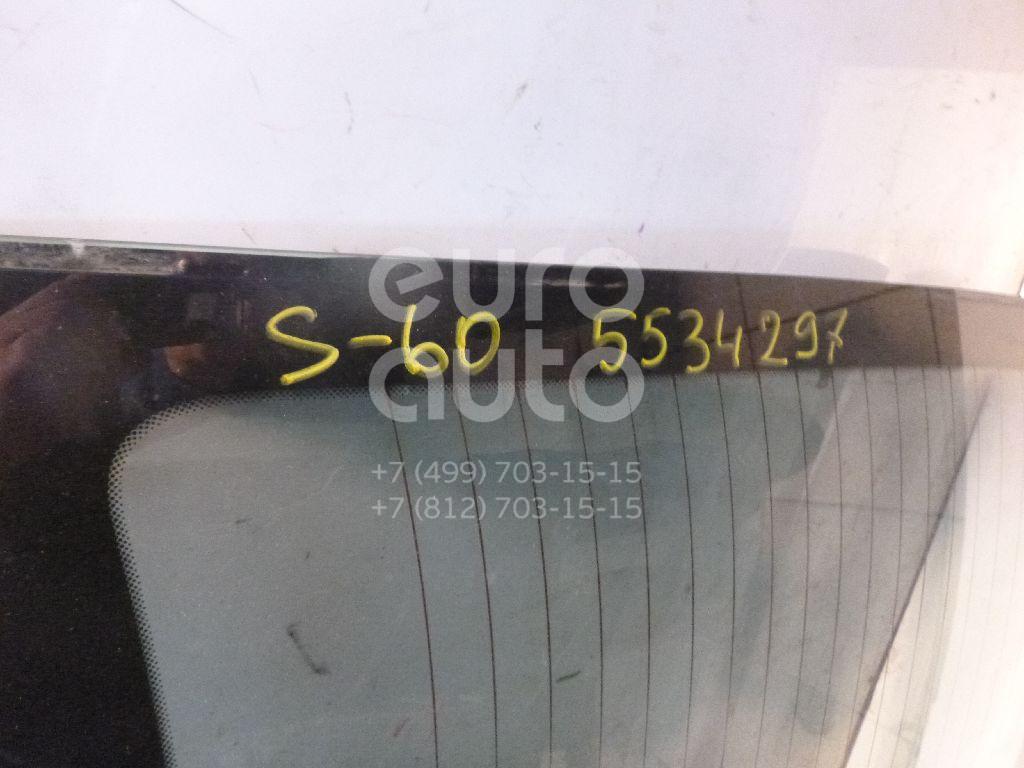 euro
S-60 5534297
auto
+7 (499) 703-15-15
+7 (812) 703-15-15